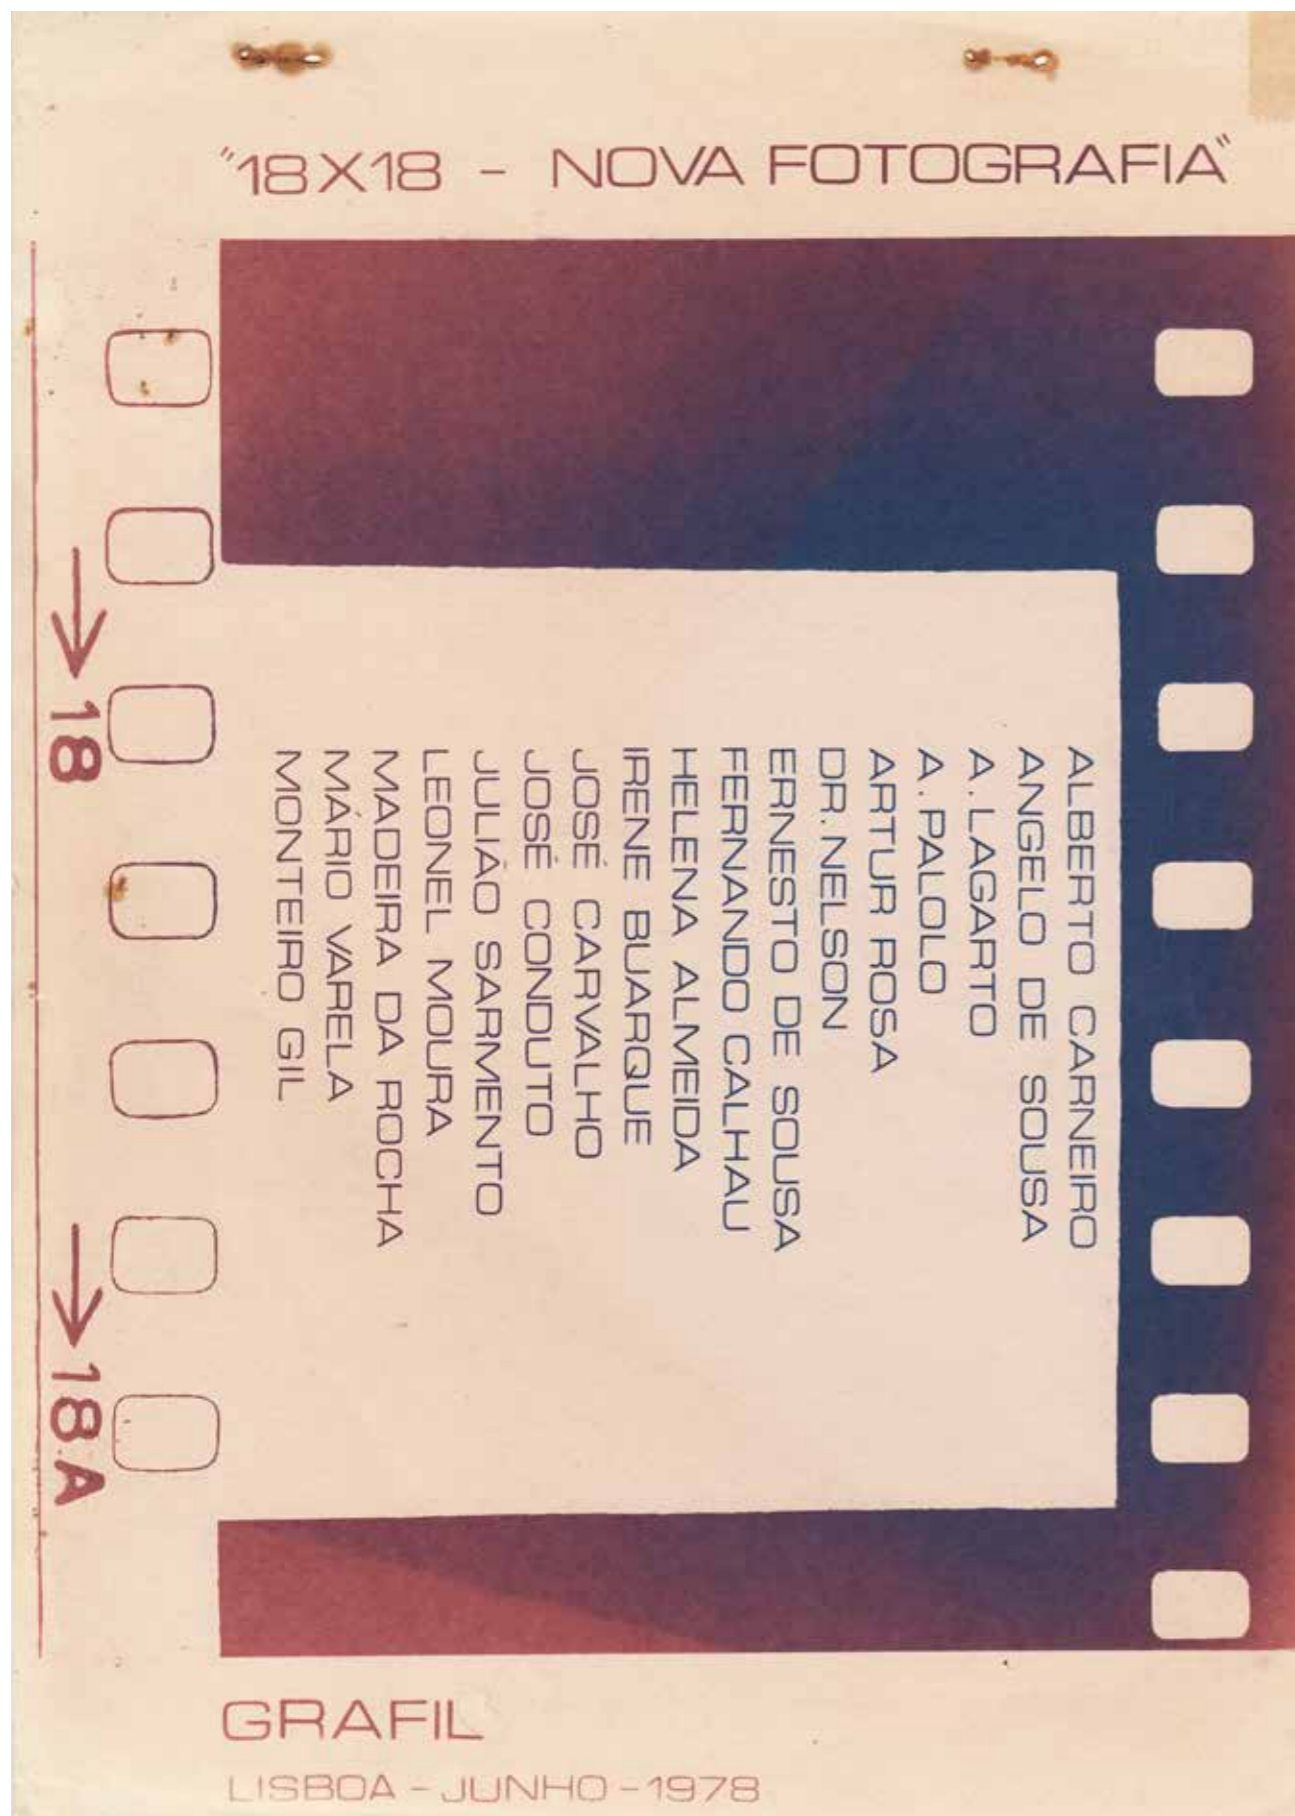 "18X18 - NOVA FOTOGRAFIA"
ALBERTO CARNEIRO
ANGELO DE SOUSA
A. LAGARTO
A. PALOLO
ARTUR ROSA
DR. NELSON
ERNESTO DE SOUSA
FERNANDO CALHAU
HELENA ALMEIDA
IRENE BUARQUE
JOSÉ CARVALHO
JOSÉ CONDUTO
JULIÃO SARMENTO
LEONEL MOURA
MADEIRA DA ROCHA
MÁRIO VARELA
MONTEIRO GIL
→18
→18A
GRAFIL
LISBOA - JUNHO - 1978